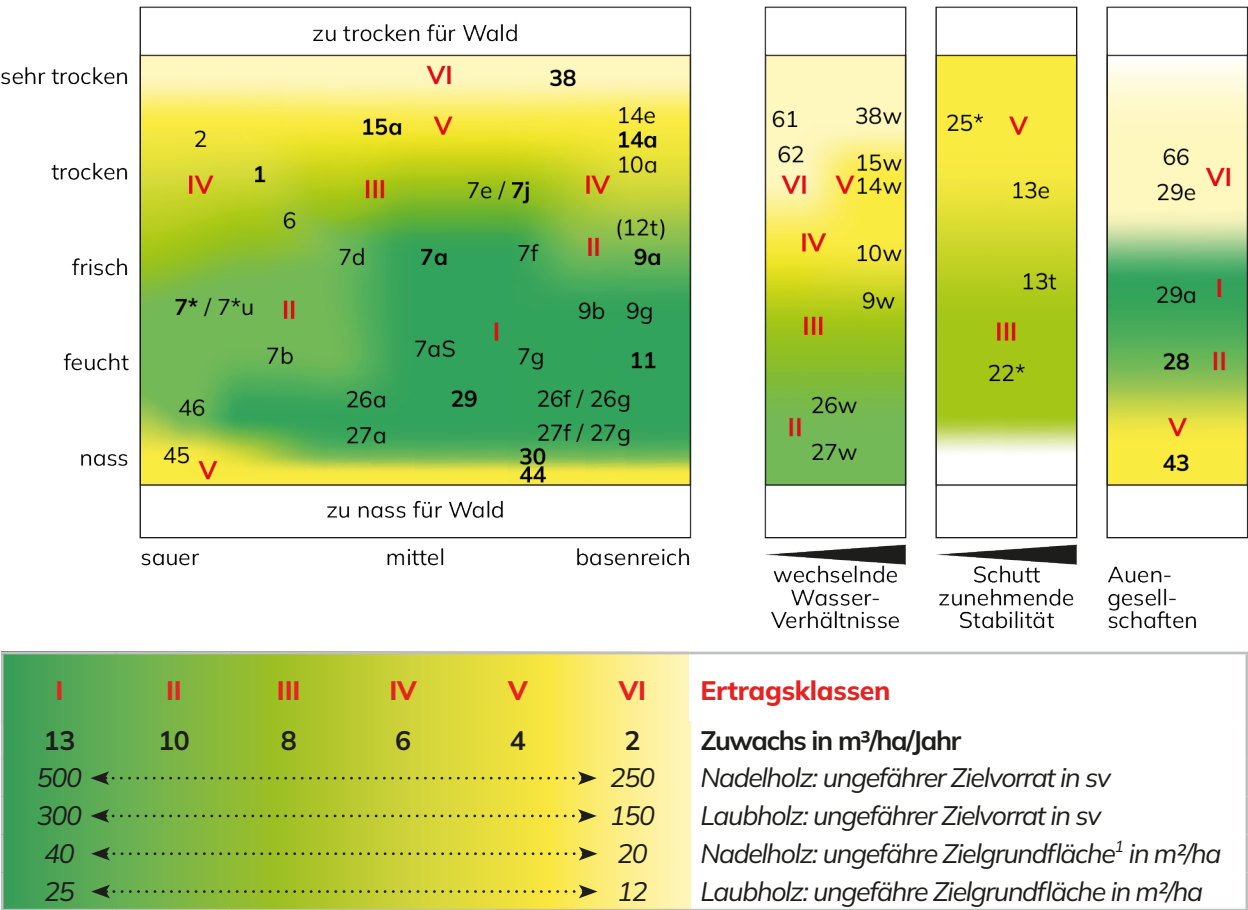 zu trocken für Wald
sehr trocken
VI
38
15a
V
14e
2
14a
10a
trocken
1
IV
III
7e / 7j
IV
6
(12t)
II
7d
7a
7f
9a
frisch
7* / 7*u
II
9b
9g
I
7aS
7b
7g
11
feucht
46
26a
29
26f / 26g
27a
27f / 27g
45
V
30
nass
44
zu nass für Wald
sauer
mittel
basenreich
61
38w
62
15w
VI
V
14w
IV
10w
9w
III
26w
II
27w
wechselnde
Wasser-
Verhältnisse
25*
V
13e
13t
III
22*
Schutt
zunehmende
Stabilität
66
VI
29e
29a
I
28
II
V
43
Auen-
gesell-
schaften
I II III IV V VI Ertragsklassen
13 10 8 6 4 2 Zuwachs in m³/ha/Jahr
500 250 Nadelholz: ungefährer Zielvorrat in sv
300 150 Laubholz: ungefährer Zielvorrat in sv
40 20 Nadelholz: ungefähre Zielgrundfläche¹ in m²/ha
25 12 Laubholz: ungefähre Zielgrundfläche in m²/ha